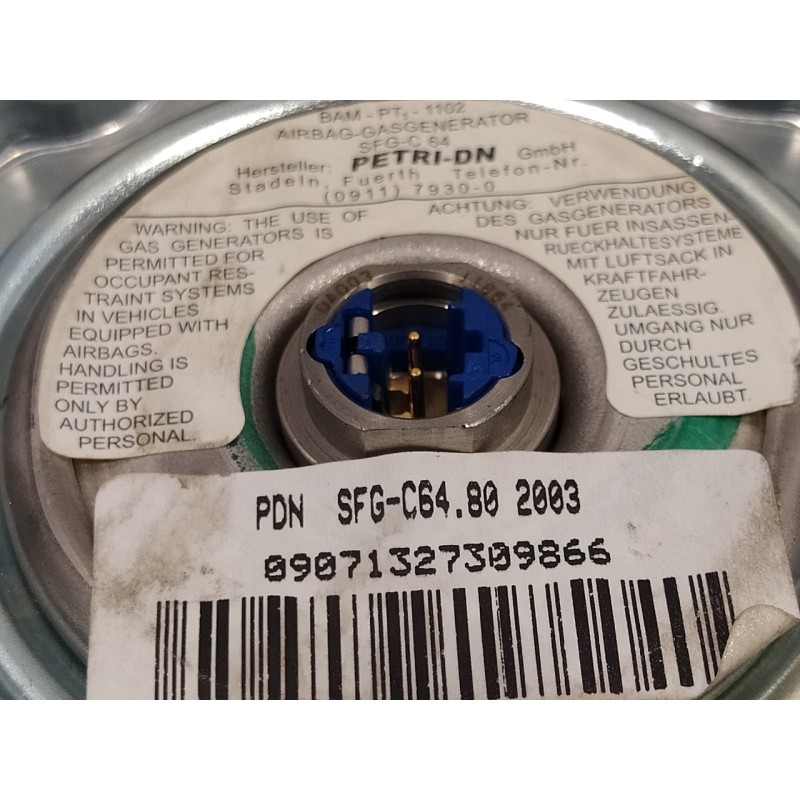 BAM - PT₁ - 1102
AIRBAG-GASGENERATOR
SFG-C 64
Hersteller: PETRI-DN GmbH
Stadeln, Fuerth Telefon-Nr.
(0911) 7930-0
WARNING: THE USE OF
GAS GENERATORS IS
PERMITTED FOR
OCCUPANT RES-
TRAINT SYSTEMS
IN VEHICLES
EQUIPPED WITH
AIRBAGS.
HANDLING IS
PERMITTED
ONLY BY
AUTHORIZED
PERSONAL.
ACHTUNG: VERWENDUNG
DES GASGENERATORS
NUR FUER INSASSEN-
RUECKHALTESYSTEME
MIT LUFTSACK IN
KRAFTFAHR-
ZEUGEN
ZULAESSIG.
UMGANG NUR
DURCH
GESCHULTES
PERSONAL
ERLAUBT.
PDN SFG-C64.80 2003
09071327309866